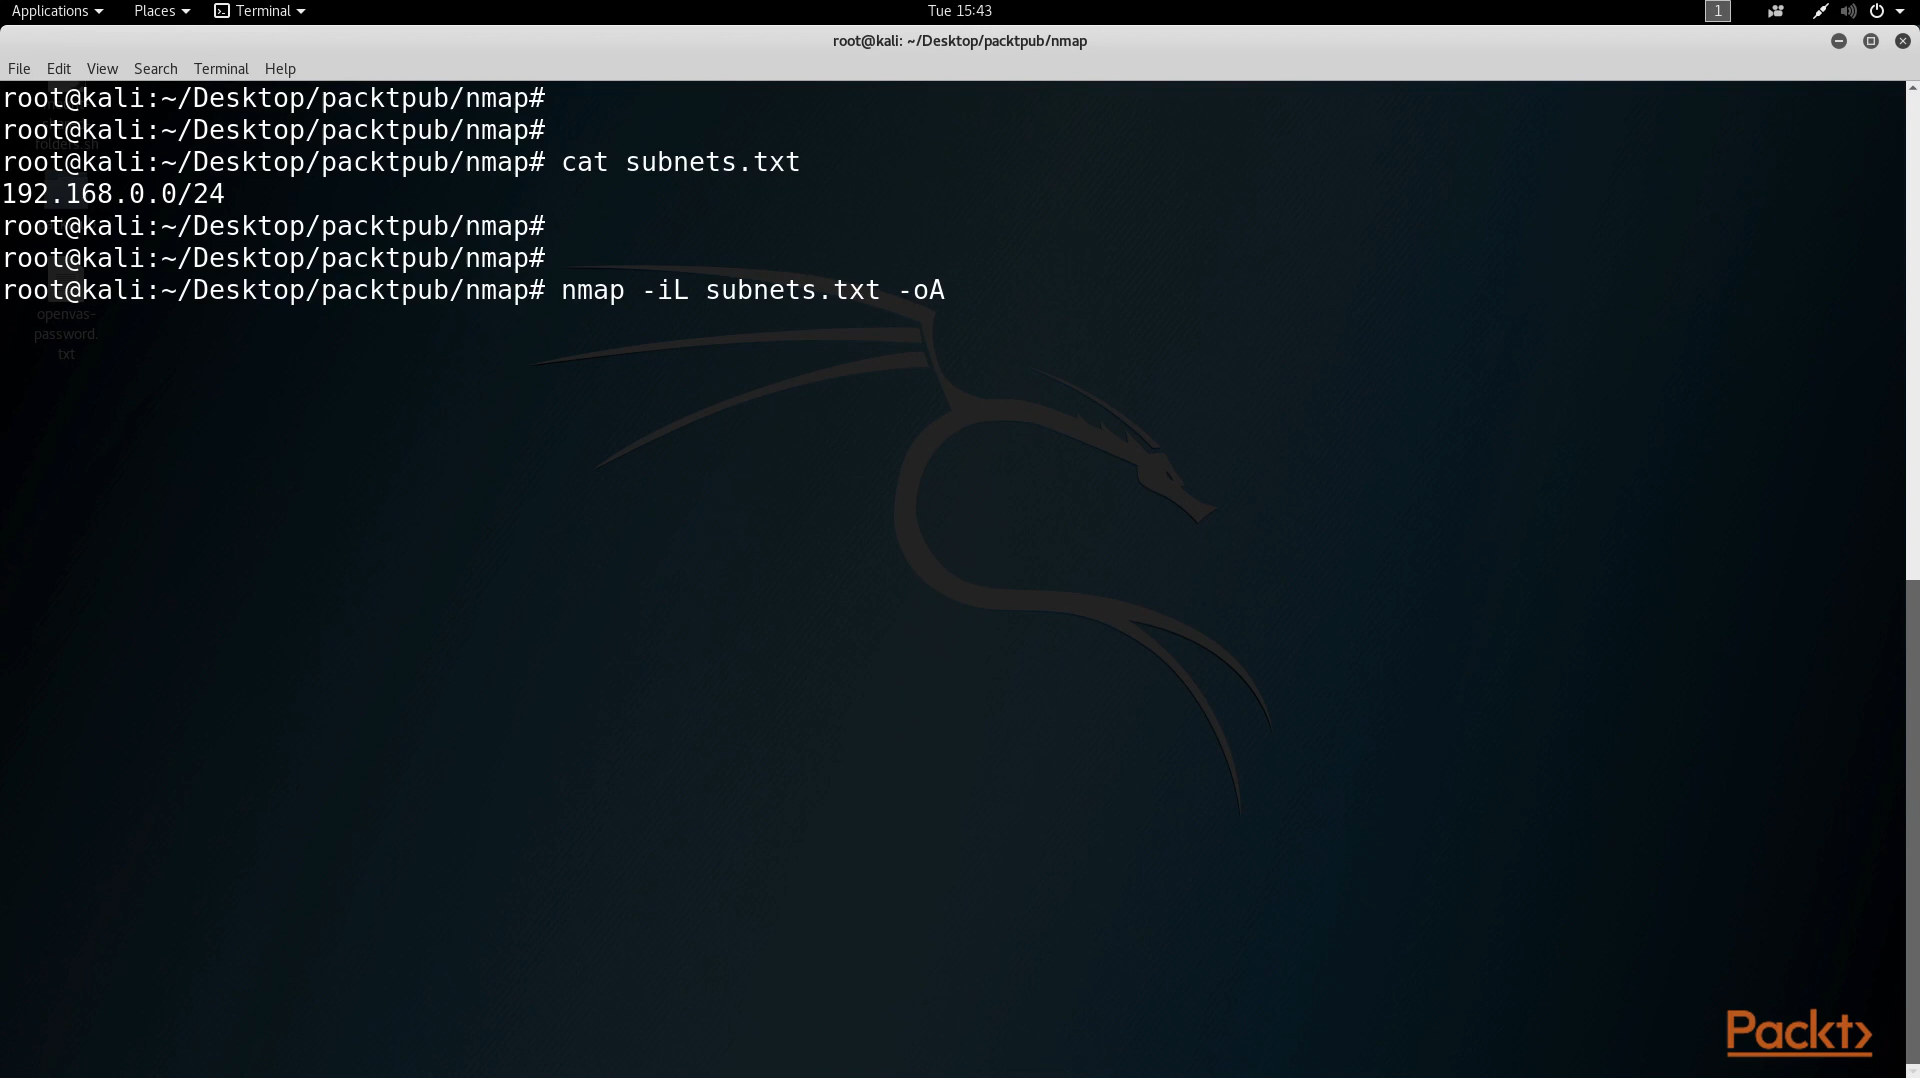 Applications Places Terminal Tue 15:43 1
root@kali: ~/Desktop/packtpub/nmap
File Edit View Search Terminal Help
root@kali:~/Desktop/packtpub/nmap#
root@kali:~/Desktop/packtpub/nmap#
folders.sh
root@kali:~/Desktop/packtpub/nmap# cat subnets.txt
192.168.0.0/24
root@kali:~/Desktop/packtpub/nmap#
root@kali:~/Desktop/packtpub/nmap#
root@kali:~/Desktop/packtpub/nmap# nmap -iL subnets.txt -oA
openvas-
password.
txt
Packt>